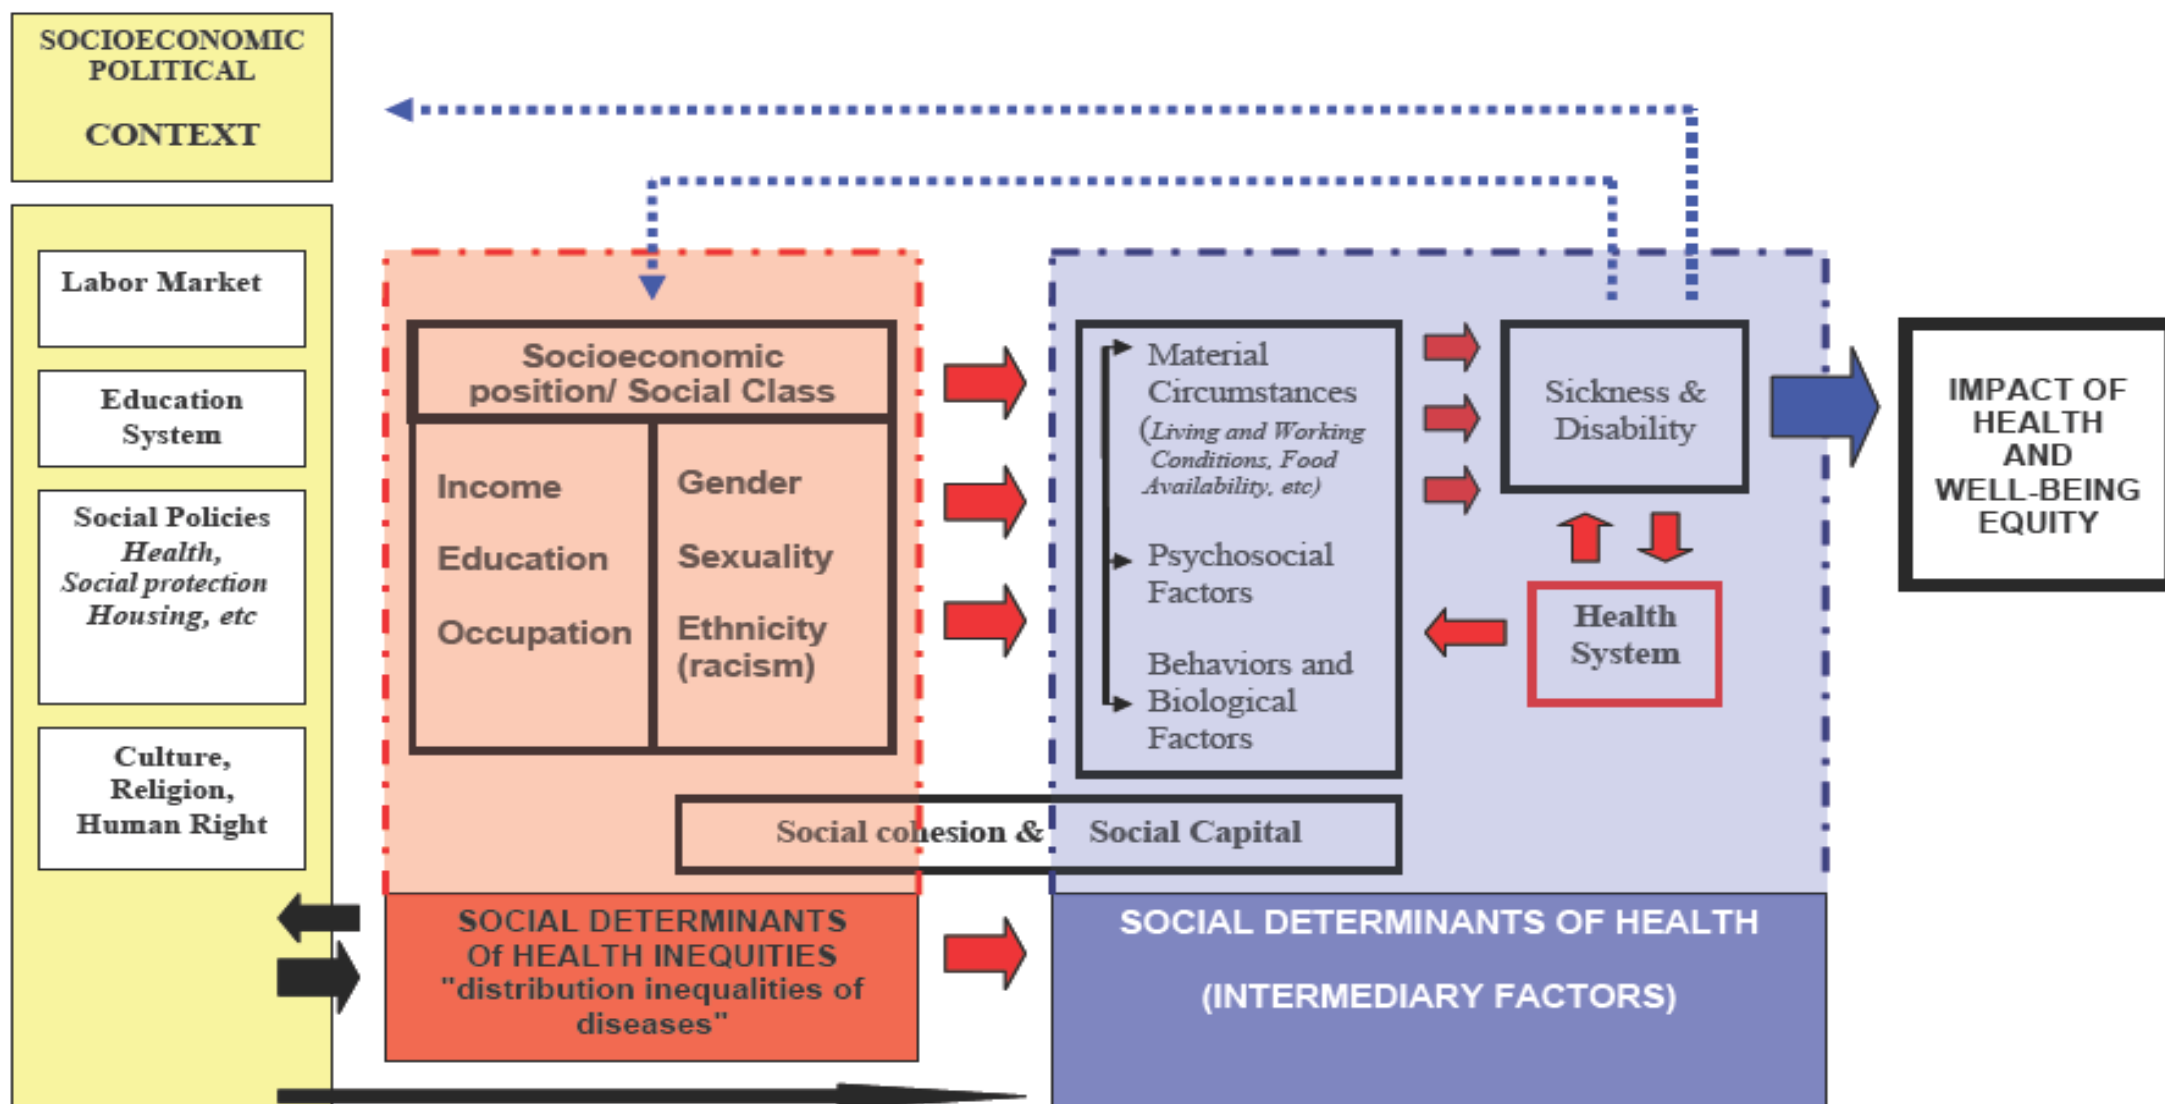 SOCIOECONOMIC
POLITICAL
CONTEXT
Labor Market
Education
System
Social Policies
Health,
Social protection
Housing, etc
Culture,
Religion,
Human Right
Socioeconomic
position/ Social Class
Income
Education
Occupation
Gender
Sexuality
Ethnicity
(racism)
Material
Circumstances
(Living and Working
Conditions, Food
Availability, etc)
Psychosocial
Factors
Behaviors and
Biological
Factors
Sickness &
Disability
Health
System
IMPACT OF
HEALTH
AND
WELL-BEING
EQUITY
Social cohesion & Social Capital
SOCIAL DETERMINANTS
Of HEALTH INEQUITIES
"distribution inequalities of
diseases"
SOCIAL DETERMINANTS OF HEALTH
(INTERMEDIARY FACTORS)